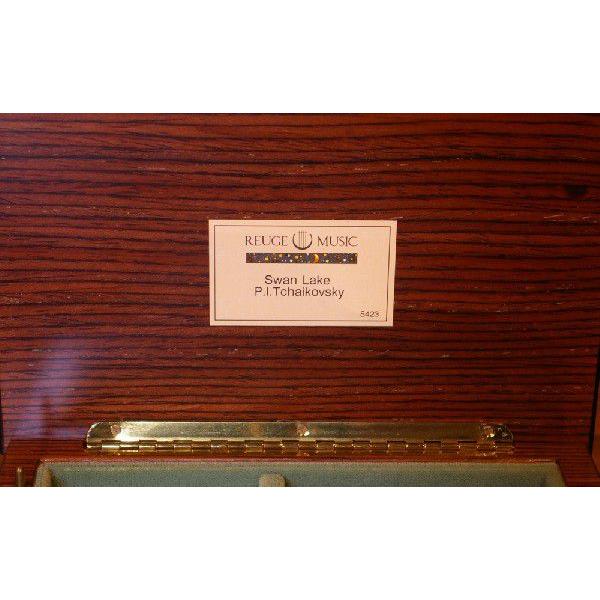 REUGE MUSIC
Swan Lake
P.I.Tchaikovsky
5423